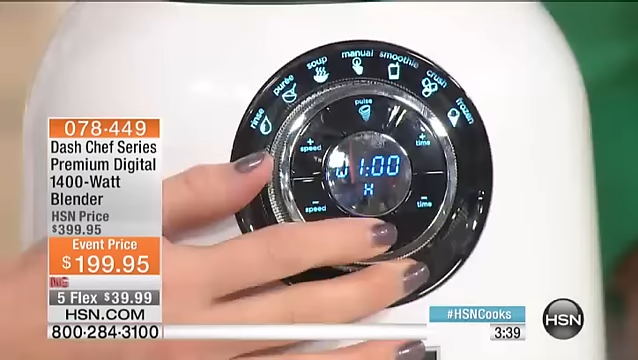 rinse
purée
soup
manual
smoothie
crush
frozen
pulse
+
speed
+
time
1:00
H
-
speed
-
time
078-449
Dash Chef Series
Premium Digital
1400-Watt
Blender
HSN Price
$399.95
Event Price
$199.95
5 Flex $39.99
HSN.COM
800-284-3100
#HSNCooks
3:39
HSN